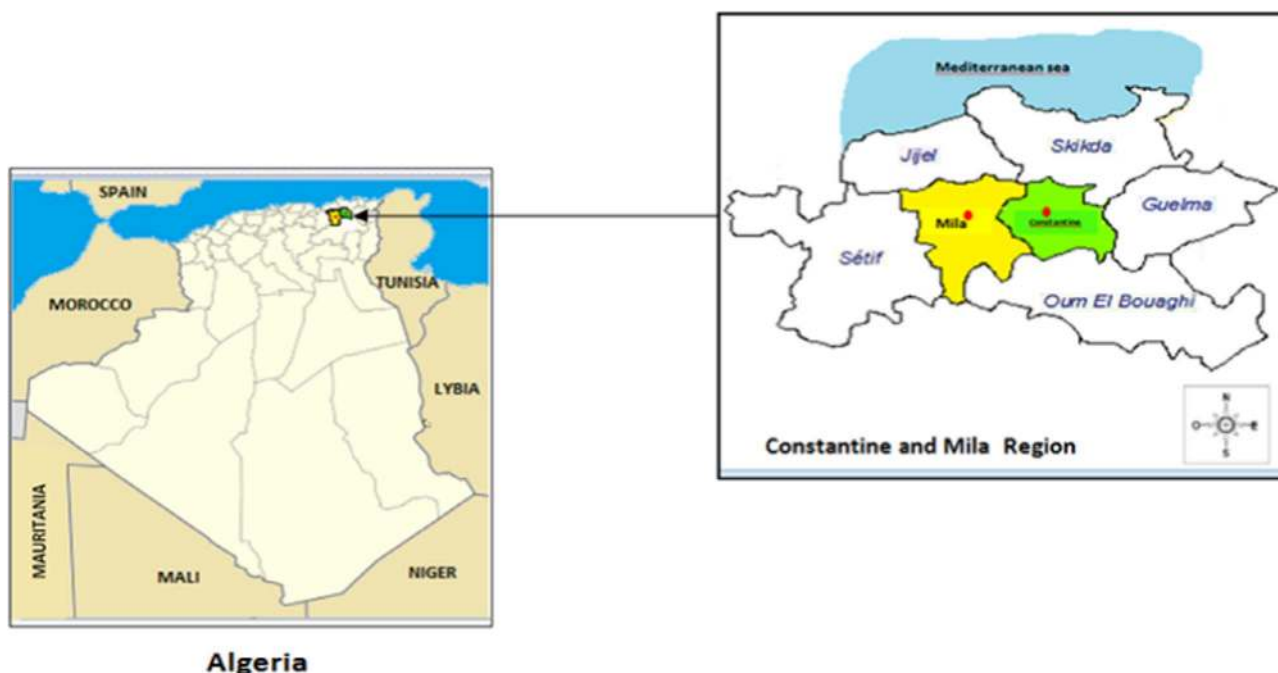 SPAIN
MOROCCO
TUNISIA
LYBIA
MAURITANIA
MALI
NIGER
Algeria
Mediterranean sea
Jijel
Skikda
Guelma
Mila
Constantine
Sétif
Oum El Bouaghi
N
O
E
S
Constantine and Mila Region